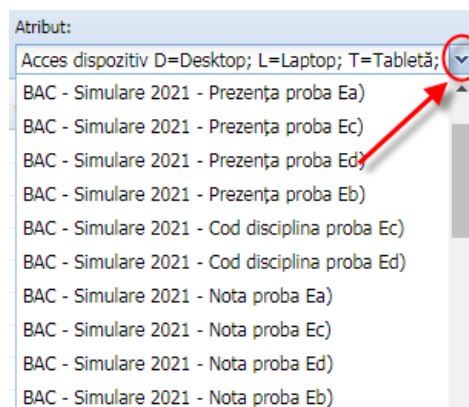 Atribut:
Acces dispozitiv D=Desktop; L=Laptop; T=Tabletă;
BAC - Simulare 2021 - Prezența proba Ea)
BAC - Simulare 2021 - Prezența proba Ec)
BAC - Simulare 2021 - Prezența proba Ed)
BAC - Simulare 2021 - Prezența proba Eb)
BAC - Simulare 2021 - Cod disciplina proba Ec)
BAC - Simulare 2021 - Cod disciplina proba Ed)
BAC - Simulare 2021 - Nota proba Ea)
BAC - Simulare 2021 - Nota proba Ec)
BAC - Simulare 2021 - Nota proba Ed)
BAC - Simulare 2021 - Nota proba Eb)